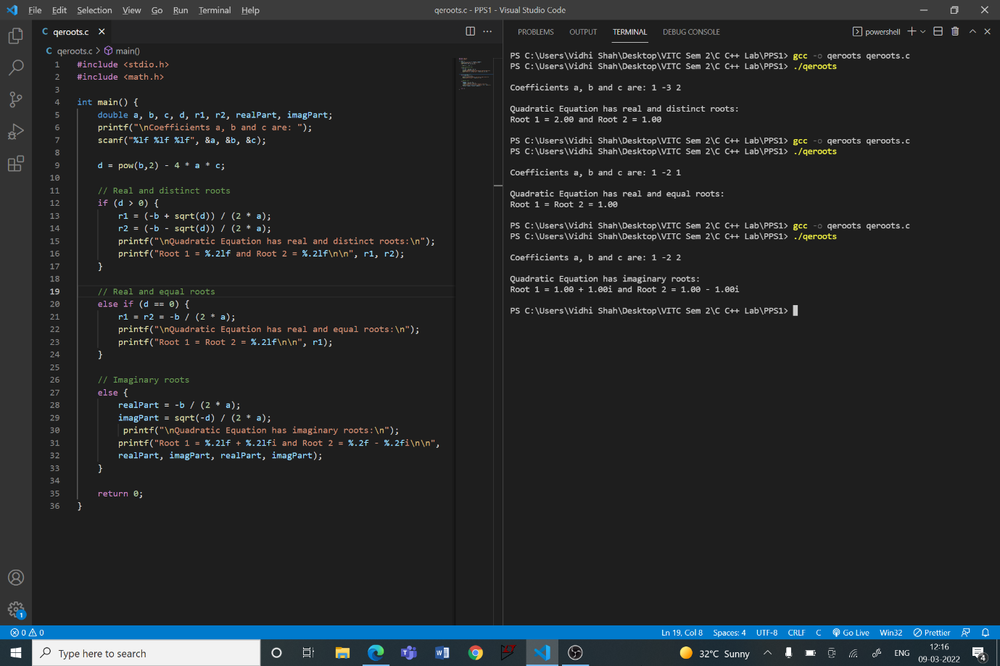 File Edit Selection View Go Run Terminal Help
qeroots.c - PPS1 - Visual Studio Code
C qeroots.c
C qeroots.c > main()
1 #include <stdio.h>
2 #include <math.h>
3
4 int main() {
5 double a, b, c, d, r1, r2, realPart, imagPart;
6 printf("\nCoefficients a, b and c are: ");
7 scanf("%lf %lf %lf", &a, &b, &c);
8
9 d = pow(b,2) - 4 * a * c;
10
11 // Real and distinct roots
12 if (d > 0) {
13 r1 = (-b + sqrt(d)) / (2 * a);
14 r2 = (-b - sqrt(d)) / (2 * a);
15 printf("\nQuadratic Equation has real and distinct roots:\n");
16 printf("Root 1 = %.2lf and Root 2 = %.2lf\n\n", r1, r2);
17 }
18
19 // Real and equal roots
20 else if (d == 0) {
21 r1 = r2 = -b / (2 * a);
22 printf("\nQuadratic Equation has real and equal roots:\n");
23 printf("Root 1 = Root 2 = %.2lf\n\n", r1);
24 }
25
26 // Imaginary roots
27 else {
28 realPart = -b / (2 * a);
29 imagPart = sqrt(-d) / (2 * a);
30 printf("\nQuadratic Equation has imaginary roots:\n");
31 printf("Root 1 = %.2lf + %.2lfi and Root 2 = %.2f - %.2fi\n\n",
32 realPart, imagPart, realPart, imagPart);
33 }
34
35 return 0;
36 }
PROBLEMS OUTPUT TERMINAL DEBUG CONSOLE
powershell
PS C:\Users\Vidhi Shah\Desktop\VITC Sem 2\C C++ Lab\PPS1> gcc -o qeroots qeroots.c
PS C:\Users\Vidhi Shah\Desktop\VITC Sem 2\C C++ Lab\PPS1> ./qeroots
Coefficients a, b and c are: 1 -3 2
Quadratic Equation has real and distinct roots:
Root 1 = 2.00 and Root 2 = 1.00
PS C:\Users\Vidhi Shah\Desktop\VITC Sem 2\C C++ Lab\PPS1> gcc -o qeroots qeroots.c
PS C:\Users\Vidhi Shah\Desktop\VITC Sem 2\C C++ Lab\PPS1> ./qeroots
Coefficients a, b and c are: 1 -2 1
Quadratic Equation has real and equal roots:
Root 1 = Root 2 = 1.00
PS C:\Users\Vidhi Shah\Desktop\VITC Sem 2\C C++ Lab\PPS1> gcc -o qeroots qeroots.c
PS C:\Users\Vidhi Shah\Desktop\VITC Sem 2\C C++ Lab\PPS1> ./qeroots
Coefficients a, b and c are: 1 -2 2
Quadratic Equation has imaginary roots:
Root 1 = 1.00 + 1.00i and Root 2 = 1.00 - 1.00i
PS C:\Users\Vidhi Shah\Desktop\VITC Sem 2\C C++ Lab\PPS1>
1
0 0
Ln 19, Col 8 Spaces: 4 UTF-8 CRLF C Go Live Win32 Prettier
Type here to search
32°C Sunny
ENG
12:16
09-03-2022
4